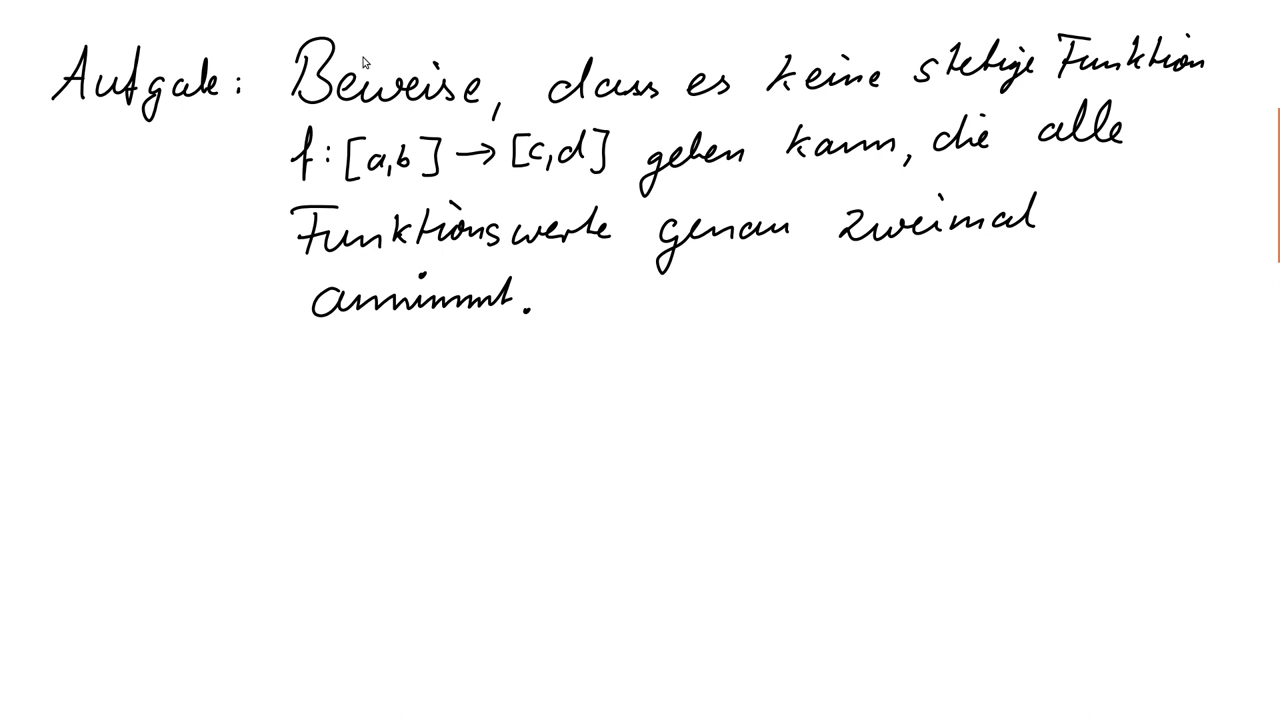 Aufgabe: Beweise, dass es keine stetige Funktion
f: [a,b] → [c,d] geben kann, die alle
Funktionswerte genau zweimal
annimmt.